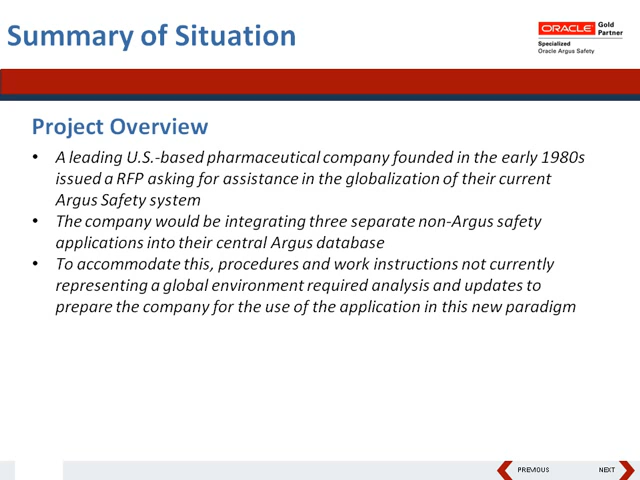 Summary of Situation
ORACLE Gold
Partner
Specialized
Oracle Argus Safety
Project Overview
• A leading U.S.-based pharmaceutical company founded in the early 1980s
issued a RFP asking for assistance in the globalization of their current
Argus Safety system
• The company would be integrating three separate non-Argus safety
applications into their central Argus database
• To accommodate this, procedures and work instructions not currently
representing a global environment required analysis and updates to
prepare the company for the use of the application in this new paradigm
PREVIOUS NEXT